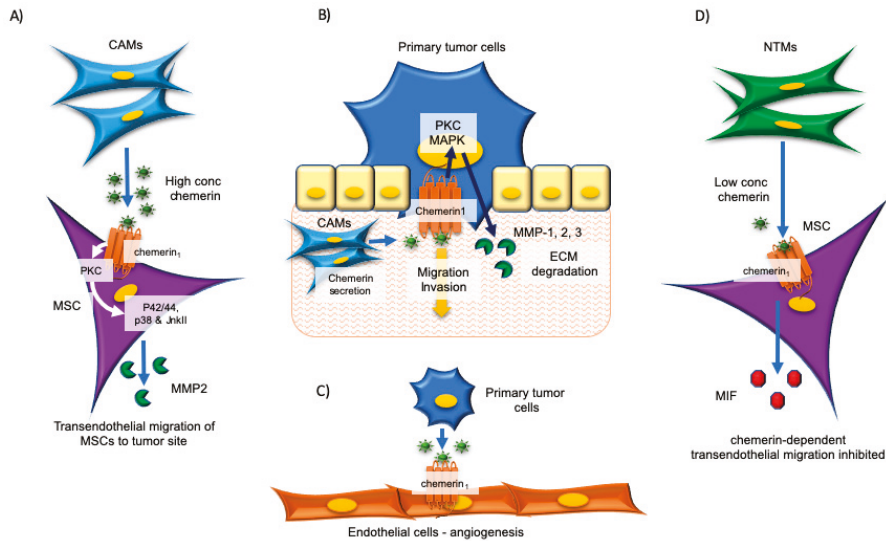 A)
CAMs
High conc
chemerin
chemerin1
PKC
MSC
P42/44,
p38 & JnkII
MMP2
Transendothelial migration of
MSCs to tumor site
B)
Primary tumor cells
PKC
MAPK
Chemerin1
CAMs
MMP-1, 2, 3
Chemerin
secretion
Migration
Invasion
ECM
degradation
C)
Primary tumor
cells
chemerin1
Endothelial cells - angiogenesis
D)
NTMs
Low conc
chemerin
MSC
chemerin1
MIF
chemerin-dependent
transendothelial migration inhibited